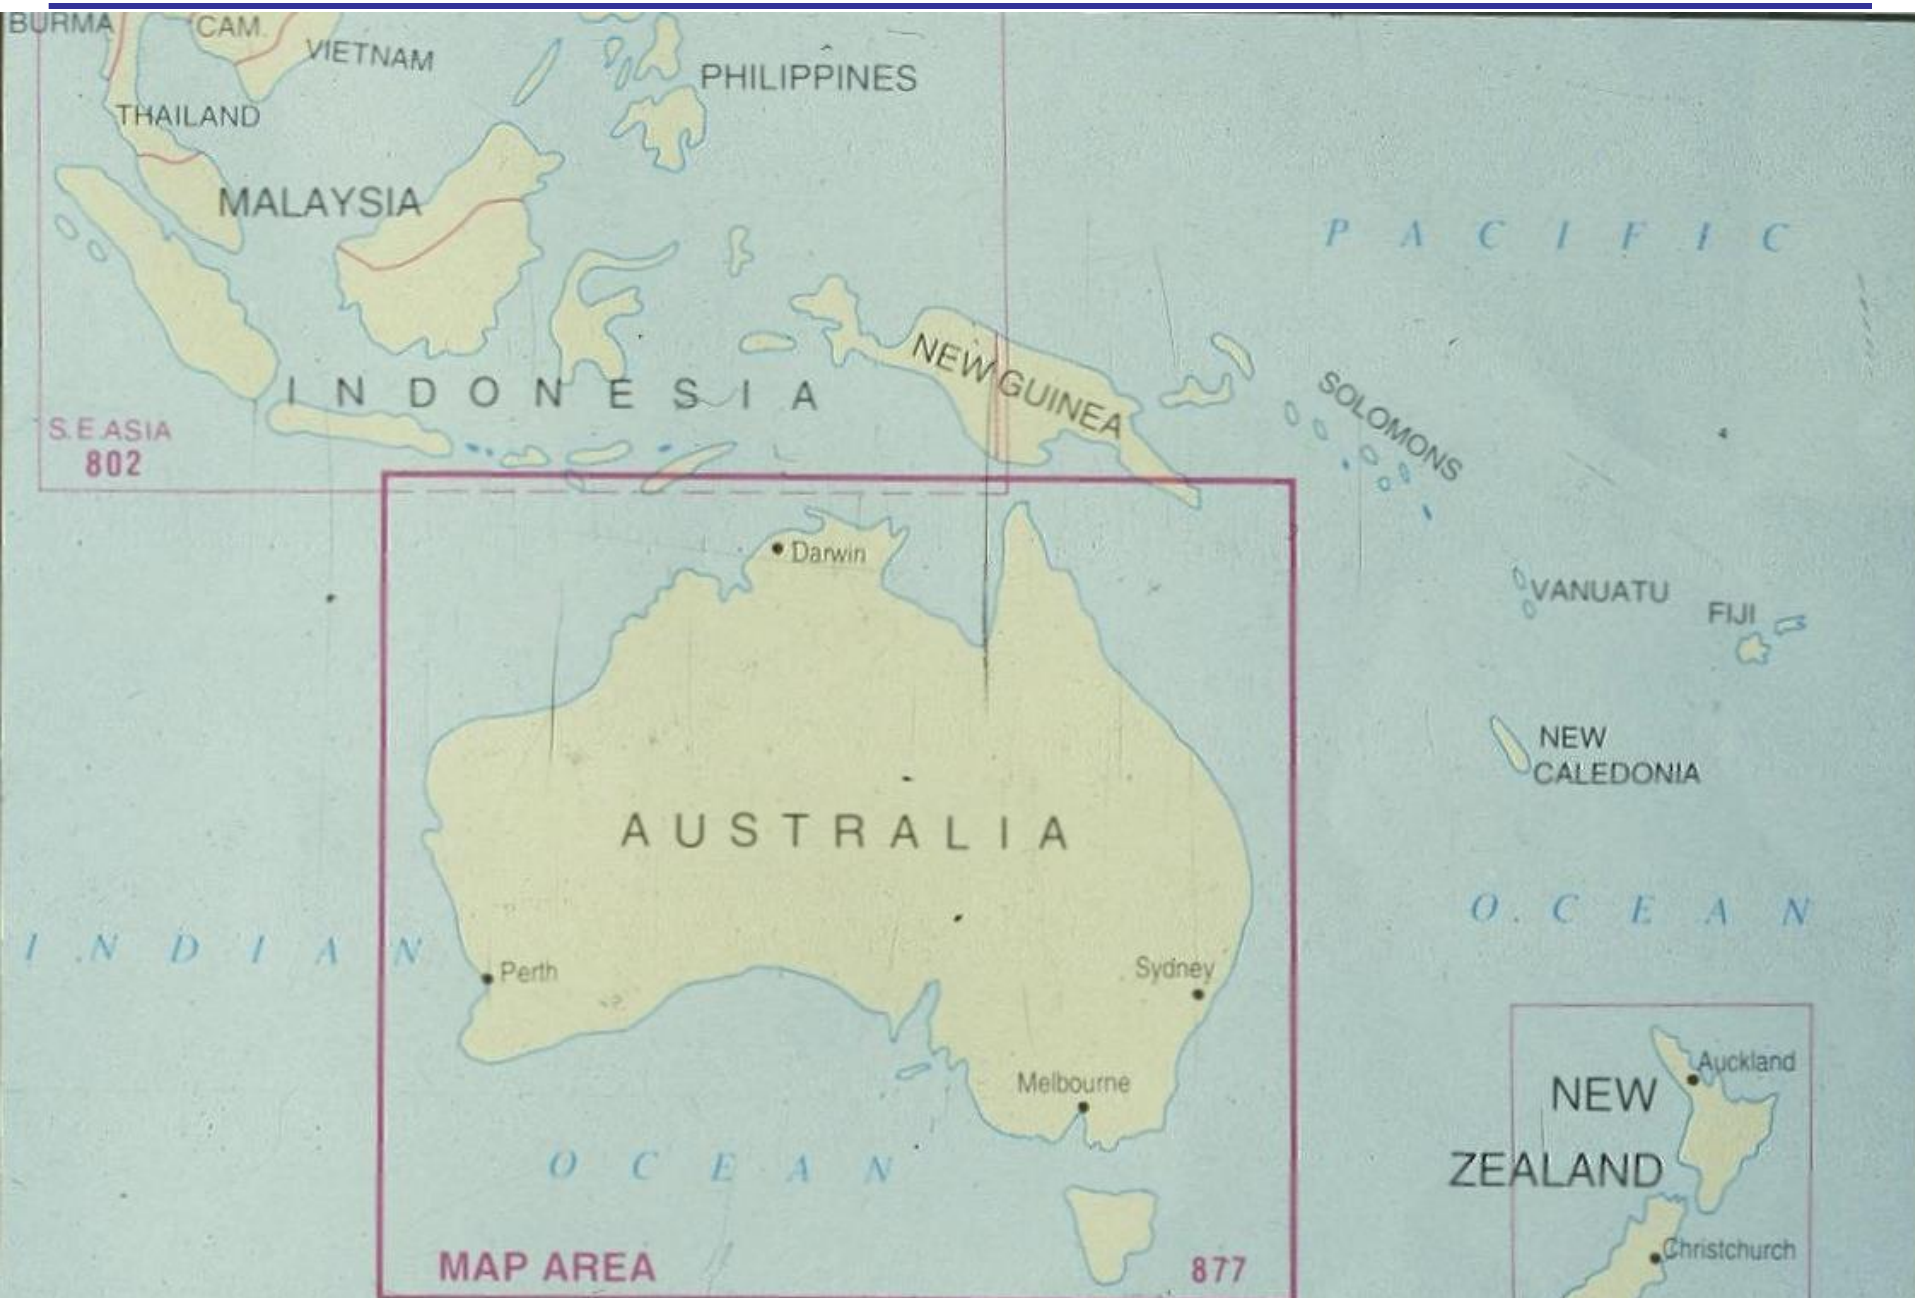 BURMA
CAM.
VIETNAM
THAILAND
PHILIPPINES
MALAYSIA
PACIFIC
NEW GUINEA
INDONESIA
SOLOMONS
S.E.ASIA
802
Darwin
VANUATU
FIJI
NEW
CALEDONIA
AUSTRALIA
OCEAN
INDIAN
Perth
Sydney
Auckland
Melbourne
NEW
ZEALAND
OCEAN
Christchurch
MAP AREA
877